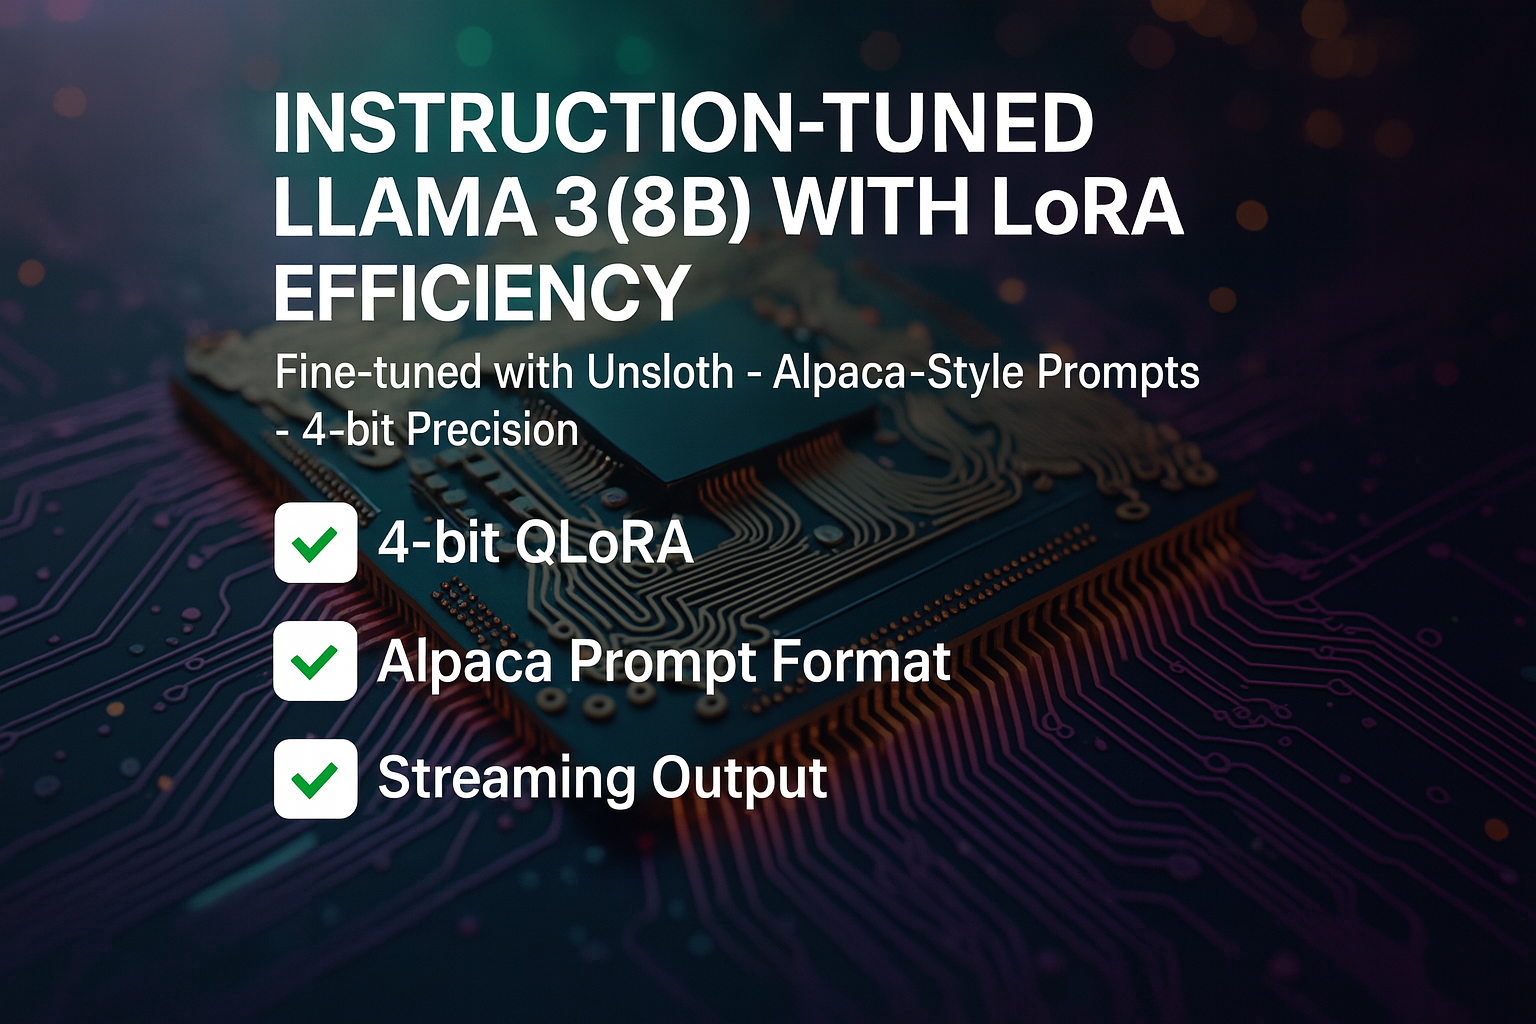 INSTRUCTION-TUNED
LLAMA 3(8B) WITH LoRA
EFFICIENCY
Fine-tuned with Unsloth - Alpaca-Style Prompts
- 4-bit Precision
4-bit QLoRA
Alpaca Prompt Format
Streaming Output